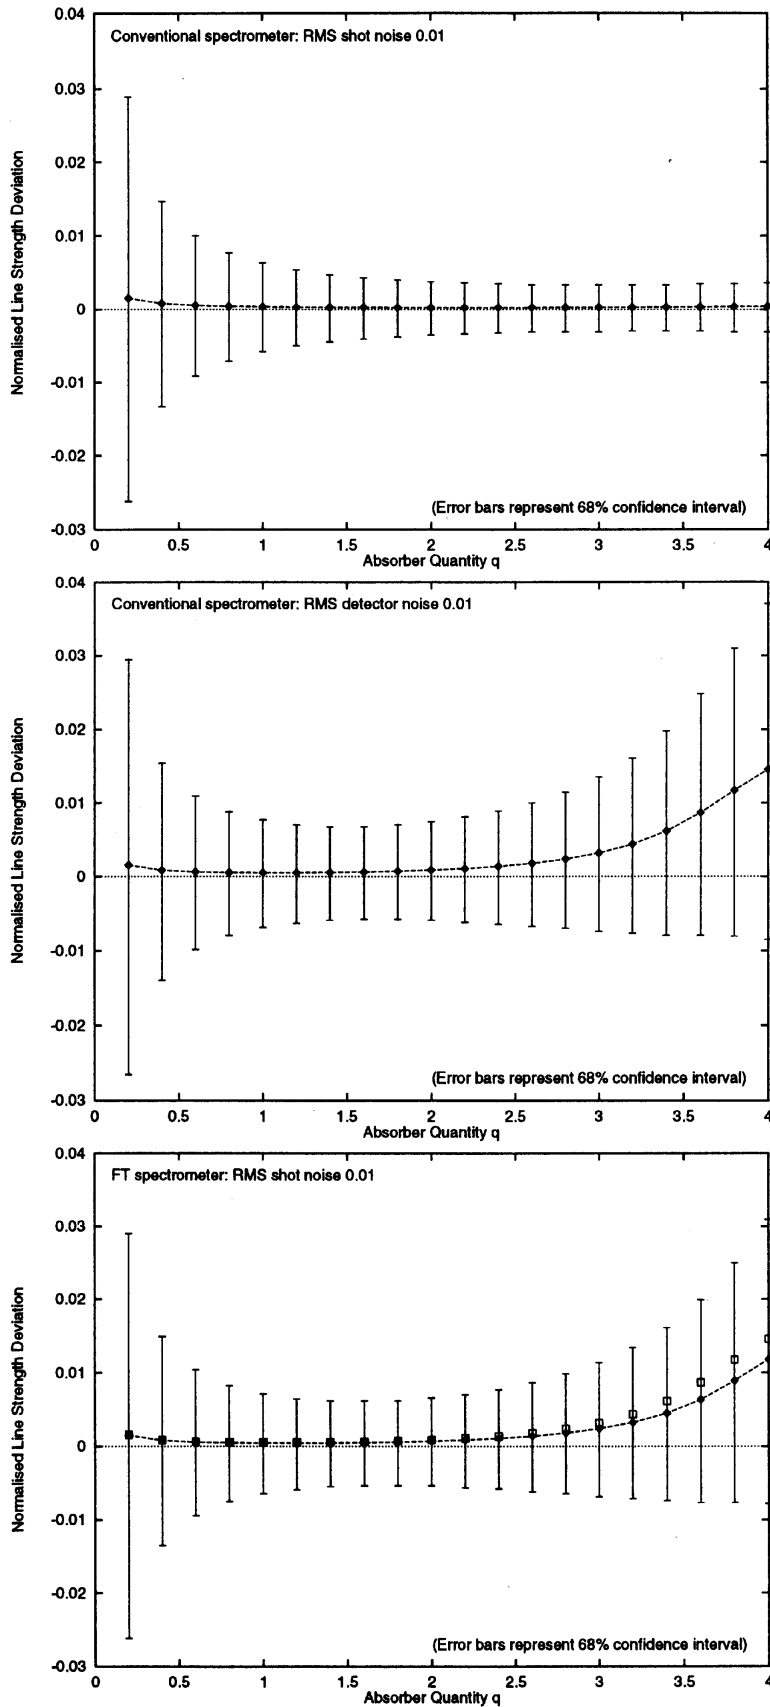 Conventional spectrometer: RMS shot noise 0.01
Normalised Line Strength Deviation
0.04
0.03
0.02
0.01
0
-0.01
-0.02
-0.03
(Error bars represent 68% confidence interval)
0 0.5 1 1.5 2 2.5 3 3.5 4
Absorber Quantity q
Conventional spectrometer: RMS detector noise 0.01
Normalised Line Strength Deviation
0.04
0.03
0.02
0.01
0
-0.01
-0.02
-0.03
(Error bars represent 68% confidence interval)
0 0.5 1 1.5 2 2.5 3 3.5 4
Absorber Quantity q
FT spectrometer: RMS shot noise 0.01
Normalised Line Strength Deviation
0.04
0.03
0.02
0.01
0
-0.01
-0.02
-0.03
(Error bars represent 68% confidence interval)
0 0.5 1 1.5 2 2.5 3 3.5 4
Absorber Quantity q